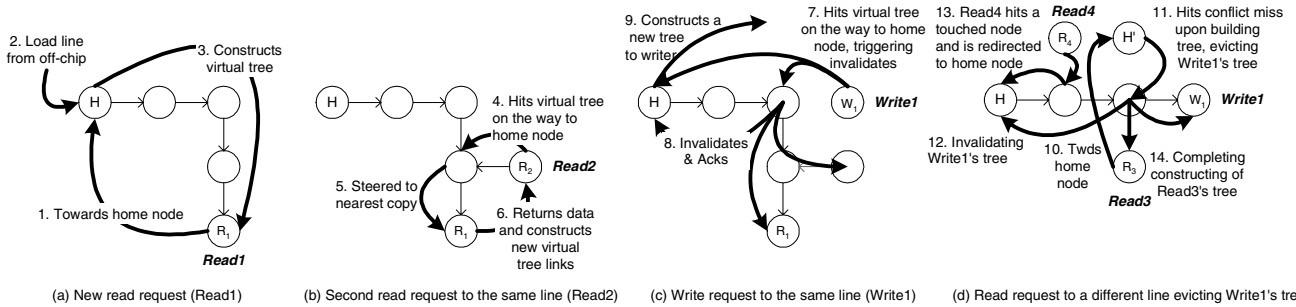 2. Load line
from off-chip
3. Constructs
virtual tree
H
1. Towards home node
R1
Read1
(a) New read request (Read1)
H
4. Hits virtual tree
on the way to
home node
R2
Read2
5. Steered to
nearest copy
6. Returns data
and constructs
new virtual
tree links
R1
(b) Second read request to the same line (Read2)
9. Constructs a
new tree
to writer
7. Hits virtual tree
on the way to home
node, triggering
invalidates
H
W1
Write1
8. Invalidates
& Acks
R1
(c) Write request to the same line (Write1)
13. Read4 hits a
touched node
and is redirected
to home node
Read4
R4
H'
11. Hits conflict miss
upon building
tree, evicting
Write1's tree
H
W1
Write1
12. Invalidating
Write1's tree
10. Twds
home
node
R3
Read3
14. Completing
constructing of
Read3's tree
(d) Read request to a different line evicting Write1's tre